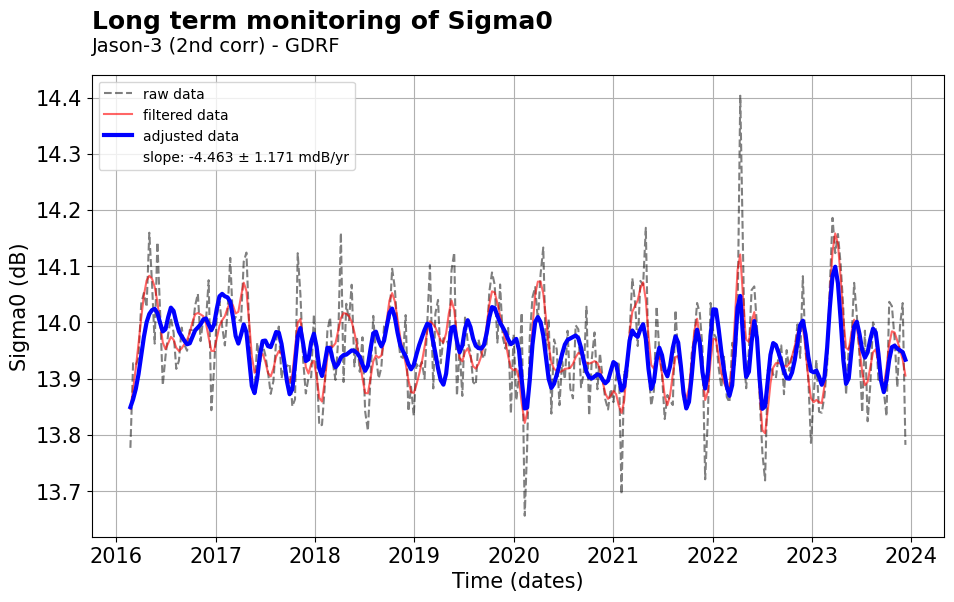 Long term monitoring of Sigma0
Jason-3 (2nd corr) - GDRF
raw data
filtered data
adjusted data
slope: -4.463 ± 1.171 mdB/yr
Sigma0 (dB)
14.4
14.3
14.2
14.1
14.0
13.9
13.8
13.7
2016 2017 2018 2019 2020 2021 2022 2023 2024
Time (dates)